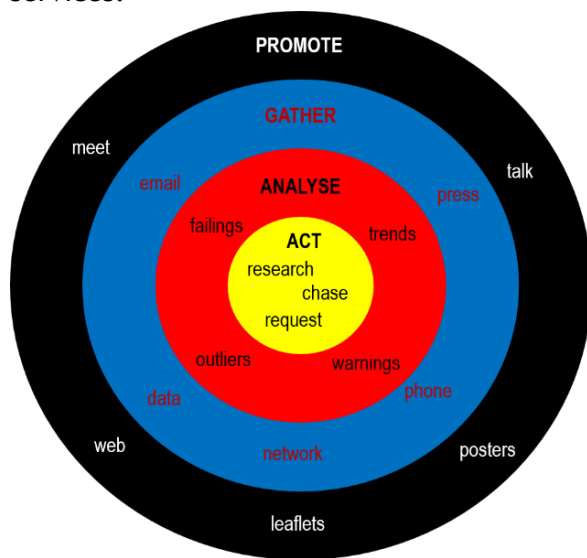 services.
PROMOTE
GATHER
meet
talk
email
press
ANALYSE
failings
trends
ACT
research
chase
request
outliers
warnings
data
phone
web
network
posters
leaflets